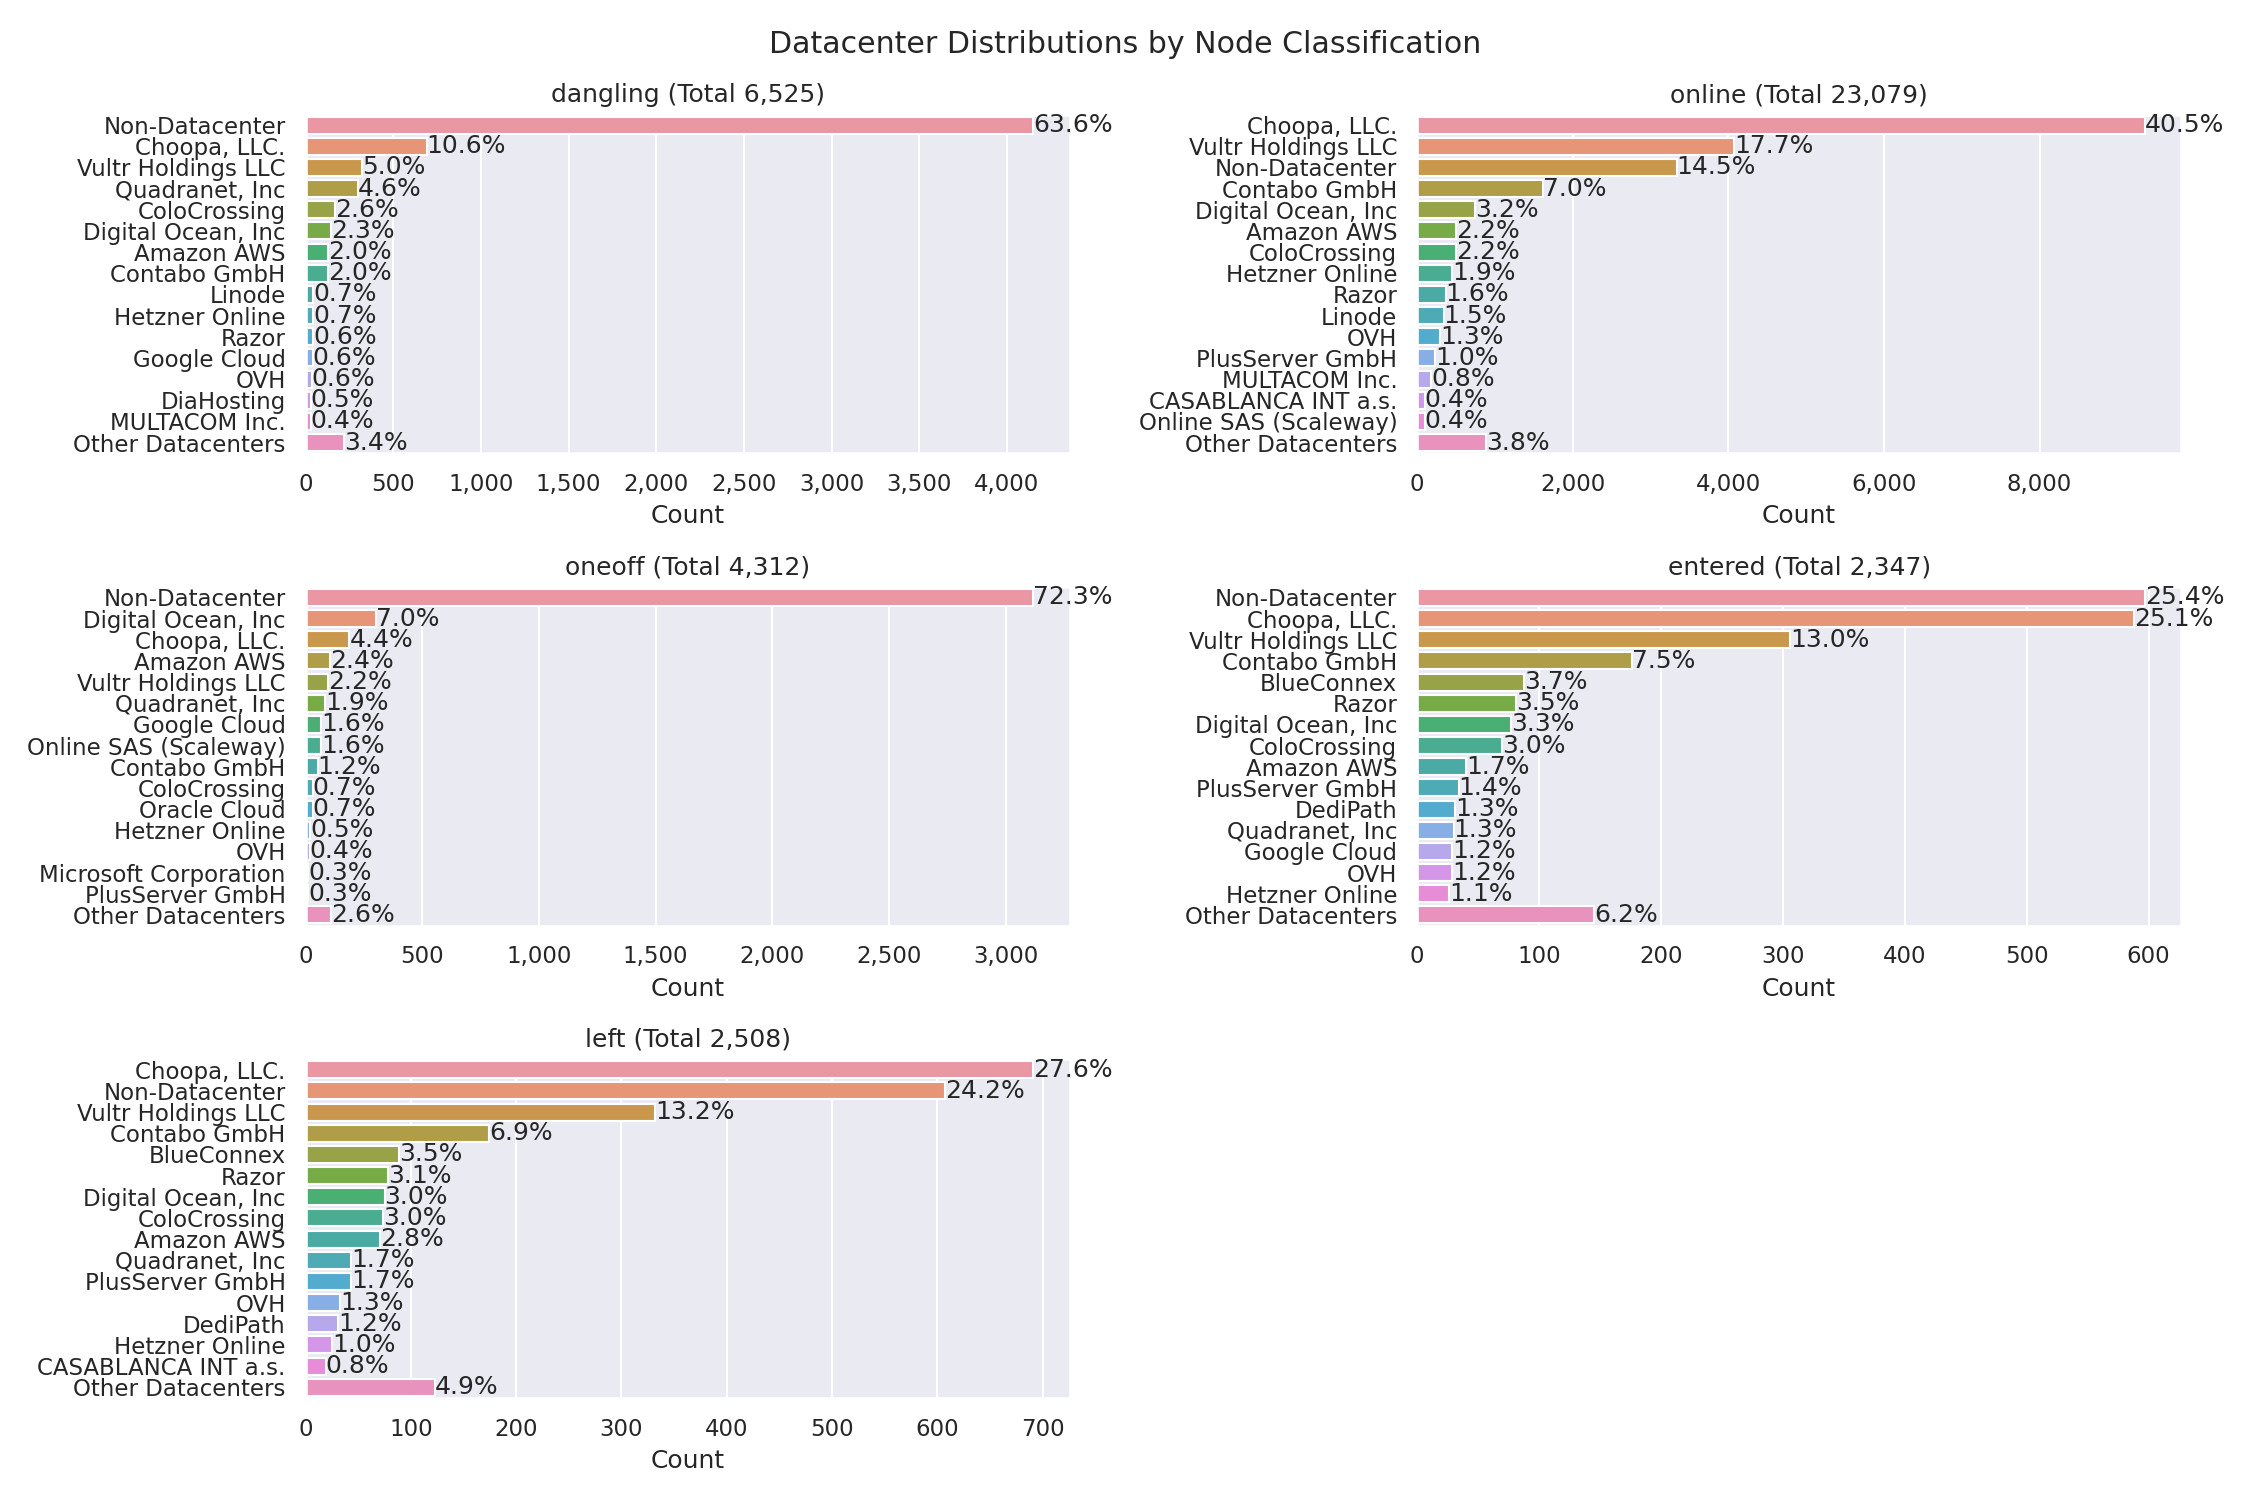 Datacenter Distributions by Node Classification
dangling (Total 6,525)
Non-Datacenter 63.6%
Choopa, LLC. 10.6%
Vultr Holdings LLC 5.0%
Quadranet, Inc 4.6%
ColoCrossing 2.6%
Digital Ocean, Inc 2.3%
Amazon AWS 2.0%
Contabo GmbH 2.0%
Linode 0.7%
Hetzner Online 0.7%
Razor 0.6%
Google Cloud 0.6%
OVH 0.6%
DiaHosting 0.5%
MULTACOM Inc. 0.4%
Other Datacenters 3.4%
0 500 1,000 1,500 2,000 2,500 3,000 3,500 4,000
Count
online (Total 23,079)
Choopa, LLC. 40.5%
Vultr Holdings LLC 17.7%
Non-Datacenter 14.5%
Contabo GmbH 7.0%
Digital Ocean, Inc 3.2%
Amazon AWS 2.2%
ColoCrossing 2.2%
Hetzner Online 1.9%
Razor 1.6%
Linode 1.5%
OVH 1.3%
PlusServer GmbH 1.0%
MULTACOM Inc. 0.8%
CASABLANCA INT a.s. 0.4%
Online SAS (Scaleway) 0.4%
Other Datacenters 3.8%
0 2,000 4,000 6,000 8,000
Count
oneoff (Total 4,312)
Non-Datacenter 72.3%
Digital Ocean, Inc 7.0%
Choopa, LLC. 4.4%
Amazon AWS 2.4%
Vultr Holdings LLC 2.2%
Quadranet, Inc 1.9%
Google Cloud 1.6%
Online SAS (Scaleway) 1.6%
Contabo GmbH 1.2%
ColoCrossing 0.7%
Oracle Cloud 0.7%
Hetzner Online 0.5%
OVH 0.4%
Microsoft Corporation 0.3%
PlusServer GmbH 0.3%
Other Datacenters 2.6%
0 500 1,000 1,500 2,000 2,500 3,000
Count
entered (Total 2,347)
Non-Datacenter 25.4%
Choopa, LLC. 25.1%
Vultr Holdings LLC 13.0%
Contabo GmbH 7.5%
BlueConnex 3.7%
Razor 3.5%
Digital Ocean, Inc 3.3%
ColoCrossing 3.0%
Amazon AWS 1.7%
PlusServer GmbH 1.4%
DediPath 1.3%
Quadranet, Inc 1.3%
Google Cloud 1.2%
OVH 1.2%
Hetzner Online 1.1%
Other Datacenters 6.2%
0 100 200 300 400 500 600
Count
left (Total 2,508)
Choopa, LLC. 27.6%
Non-Datacenter 24.2%
Vultr Holdings LLC 13.2%
Contabo GmbH 6.9%
BlueConnex 3.5%
Razor 3.1%
Digital Ocean, Inc 3.0%
ColoCrossing 3.0%
Amazon AWS 2.8%
Quadranet, Inc 1.7%
PlusServer GmbH 1.7%
OVH 1.3%
DediPath 1.2%
Hetzner Online 1.0%
CASABLANCA INT a.s. 0.8%
Other Datacenters 4.9%
0 100 200 300 400 500 600 700
Count